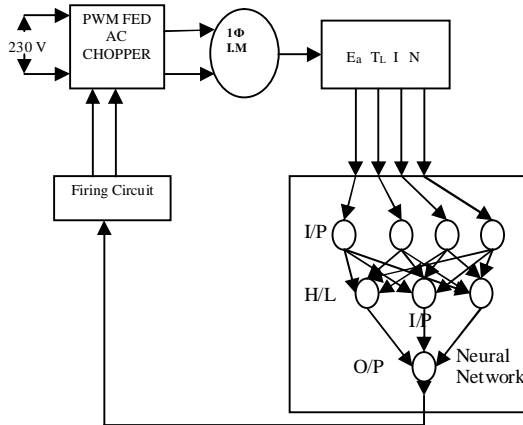 PWM FED
AC
CHOPPER
230 V
1Φ
I.M
Ea TL I N
Firing Circuit
I/P
H/L
I/P
O/P
Neural
Network